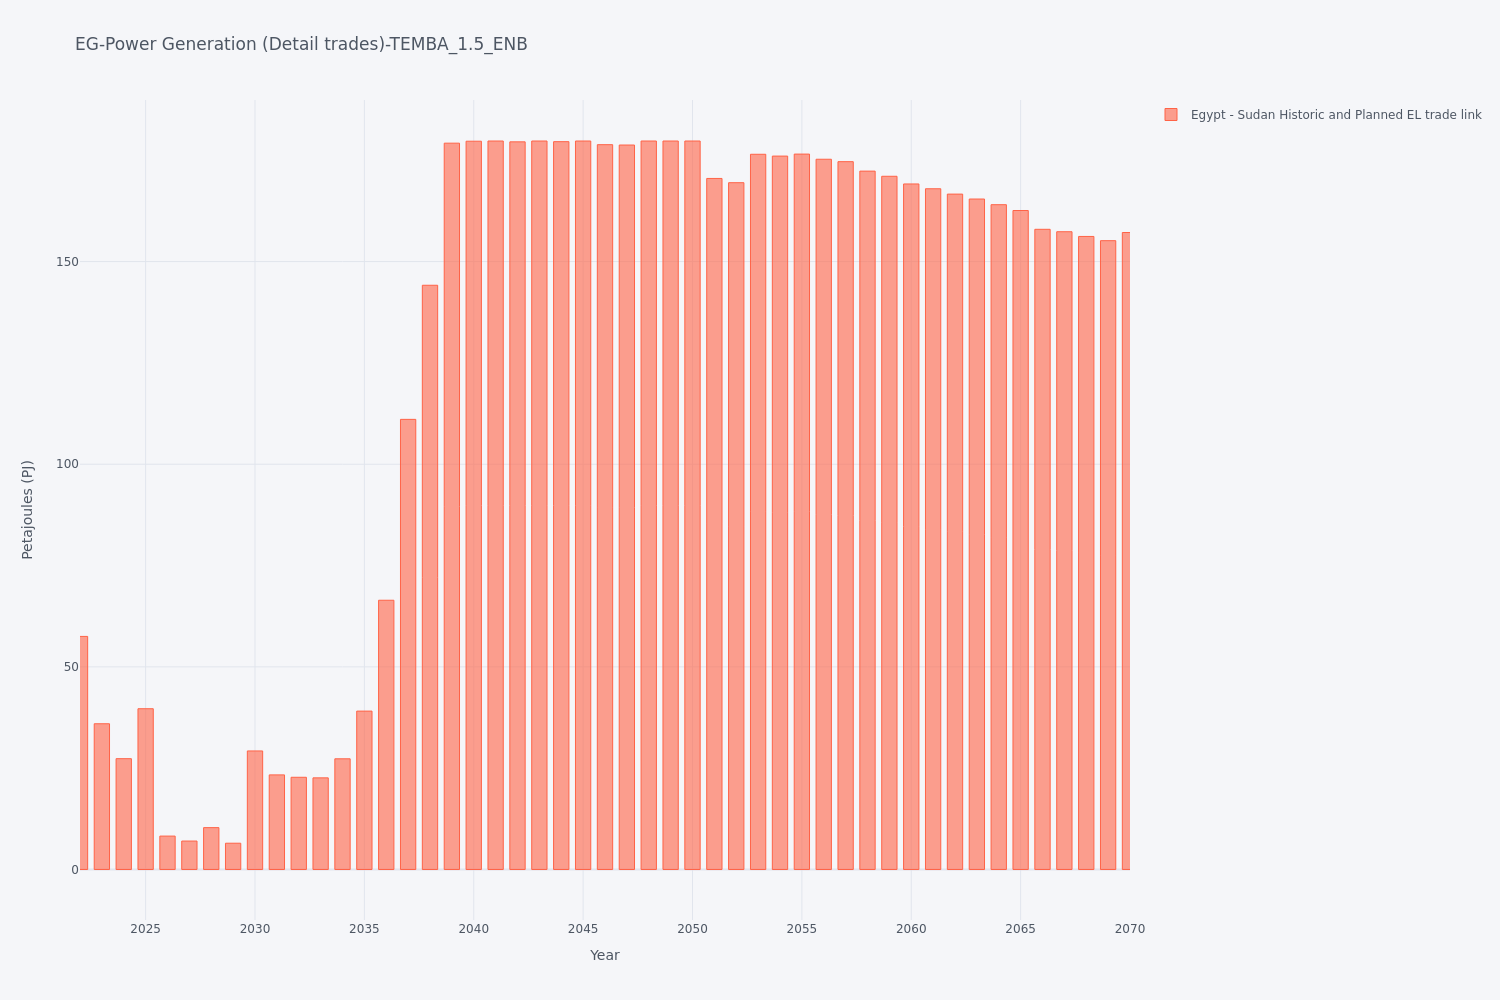 EG-Power Generation (Detail trades)-TEMBA_1.5_ENB
Egypt - Sudan Historic and Planned EL trade link
150
100
50
0
Petajoules (PJ)
2025 2030 2035 2040 2045 2050 2055 2060 2065 2070
Year